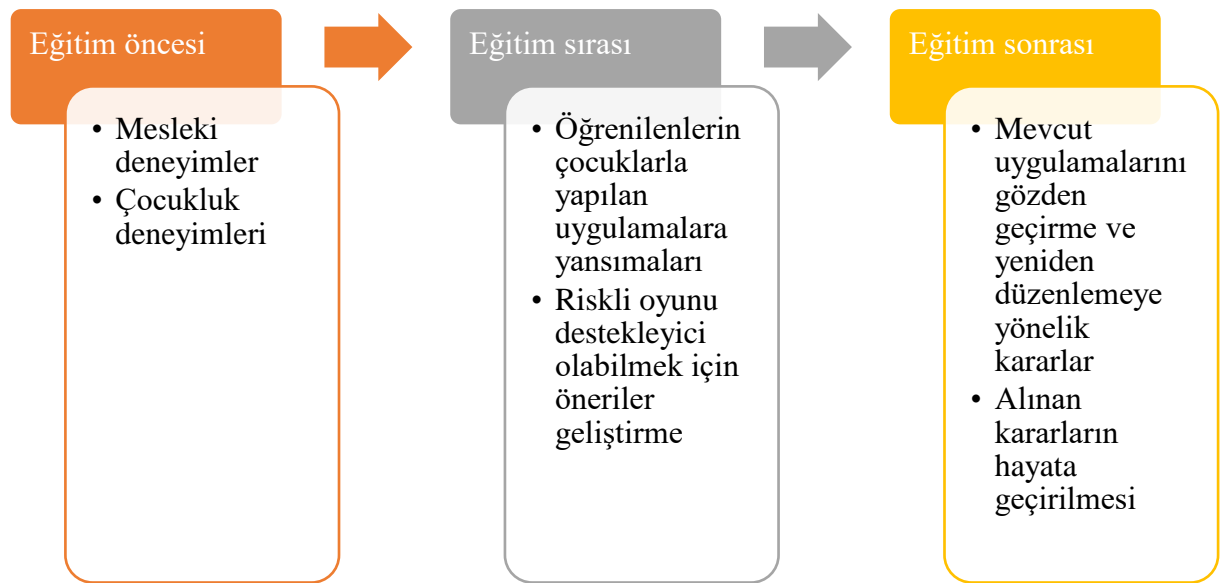 Eğitim öncesi
• Mesleki
deneyimler
• Çocukluk
deneyimleri
Eğitim sırası
• Öğrenilenlerin
çocuklarla
yapılan
uygulamalara
yansımaları
• Riskli oyunu
destekleyici
olabilmek için
öneriler
geliştirme
Eğitim sonrası
• Mevcut
uygulamalarını
gözden
geçirme ve
yeniden
düzenlemeye
yönelik
kararlar
• Alınan
kararların
hayata
geçirilmesi